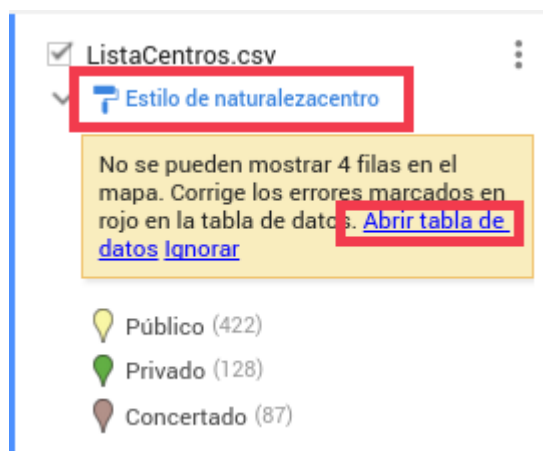 ListaCentros.csv
Estilo de naturalezacentro
No se pueden mostrar 4 filas en el
mapa. Corrige los errores marcados en
rojo en la tabla de datos. Abrir tabla de
datos Ignorar
Público (422)
Privado (128)
Concertado (87)